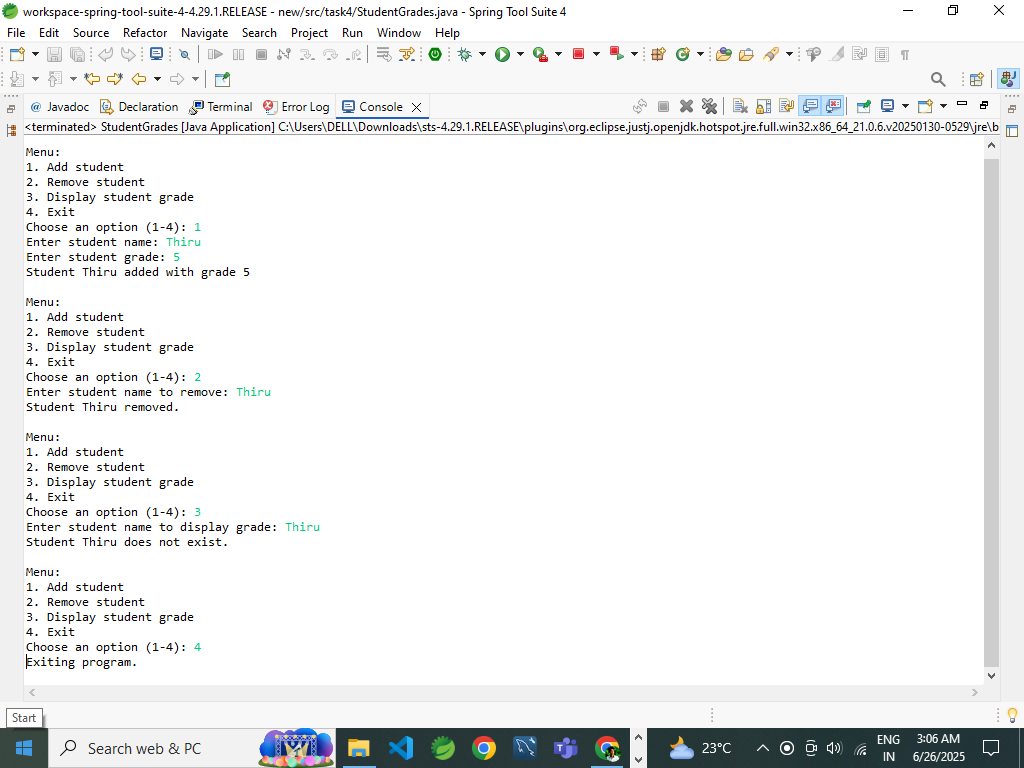 workspace-spring-tool-suite-4-4.29.1.RELEASE - new/src/task4/StudentGrades.java - Spring Tool Suite 4
File Edit Source Refactor Navigate Search Project Run Window Help
@ Javadoc Declaration Terminal Error Log Console
<terminated> StudentGrades [Java Application] C:\Users\DELL\Downloads\sts-4.29.1.RELEASE\plugins\org.eclipse.justj.openjdk.hotspot.jre.full.win32.x86_64_21.0.6.v20250130-0529\jre\b
Menu:
1. Add student
2. Remove student
3. Display student grade
4. Exit
Choose an option (1-4): 1
Enter student name: Thiru
Enter student grade: 5
Student Thiru added with grade 5
Menu:
1. Add student
2. Remove student
3. Display student grade
4. Exit
Choose an option (1-4): 2
Enter student name to remove: Thiru
Student Thiru removed.
Menu:
1. Add student
2. Remove student
3. Display student grade
4. Exit
Choose an option (1-4): 3
Enter student name to display grade: Thiru
Student Thiru does not exist.
Menu:
1. Add student
2. Remove student
3. Display student grade
4. Exit
Choose an option (1-4): 4
Exiting program.
Start
Search web & PC
23°C
ENG
IN
3:06 AM
6/26/2025